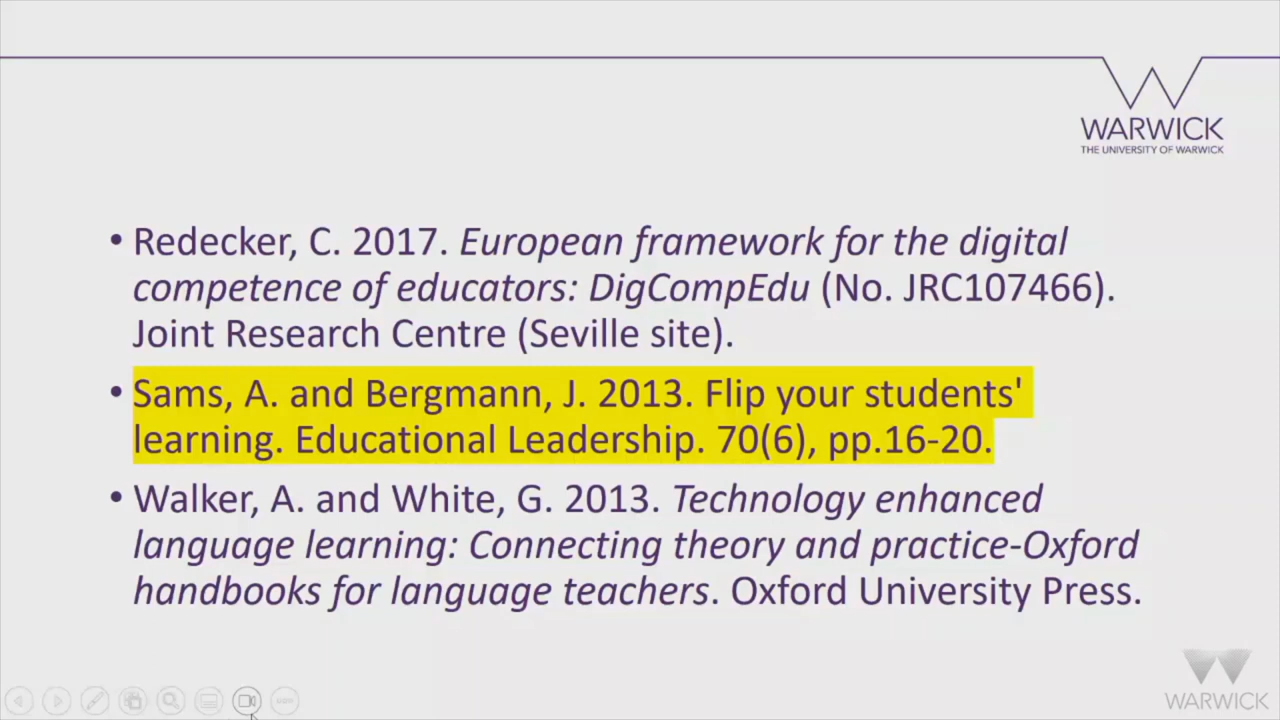 WARWICK
THE UNIVERSITY OF WARWICK
• Redecker, C. 2017. European framework for the digital
competence of educators: DigCompEdu (No. JRC107466).
Joint Research Centre (Seville site).
• Sams, A. and Bergmann, J. 2013. Flip your students'
learning. Educational Leadership. 70(6), pp.16-20.
• Walker, A. and White, G. 2013. Technology enhanced
language learning: Connecting theory and practice-Oxford
handbooks for language teachers. Oxford University Press.
WARWICK